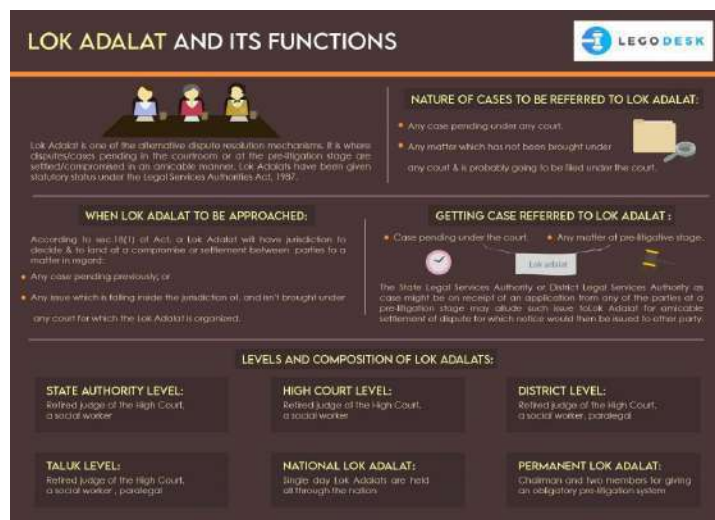 LOK ADALAT AND ITS FUNCTIONS
LEGODESK
Lok Adalat is one of the alternative dispute resolution mechanisms. It is where
disputes/cases pending in the courtroom or at the pre-litigation stage are
settled/compromised in an amicable manner. Lok Adalats have been given
statutory status under the Legal Services Authorities Act, 1987.
NATURE OF CASES TO BE REFERRED TO LOK ADALAT:
Any case pending under any court.
Any matter which has not been brought under
any court & is probably going to be filed under the court.
WHEN LOK ADALAT TO BE APPROACHED:
According to sec.18(1) of Act, a Lok Adalat will have jurisdiction to
decide & to land at a compromise or settlement between parties to a
matter in regard:
Any case pending previously; or
Any issue which is falling inside the jurisdiction of, and isn't brought under
any court for which the Lok Adalat is organized.
GETTING CASE REFERRED TO LOK ADALAT :
Case pending under the court.
Any matter at pre-litigative stage.
Lok adalat
The State Legal Services Authority or District Legal Services Authority as
case might be on receipt of an application from any of the parties at a
pre-litigation stage may allude such issue toLok Adalat for amicable
settlement of dispute for which notice would then be issued to other party.
LEVELS AND COMPOSITION OF LOK ADALATS:
STATE AUTHORITY LEVEL:
Retired judge of the High Court,
a social worker
HIGH COURT LEVEL:
Retired judge of the High Court,
a social worker
DISTRICT LEVEL:
Retired judge of the High Court,
a social worker, paralegal
TALUK LEVEL:
Retired judge of the High Court,
a social worker , paralegal
NATIONAL LOK ADALAT:
Single day Lok Adalats are held
all through the nation
PERMANENT LOK ADALAT:
Chairman and two members for giving
an obligatory pre-litigation system